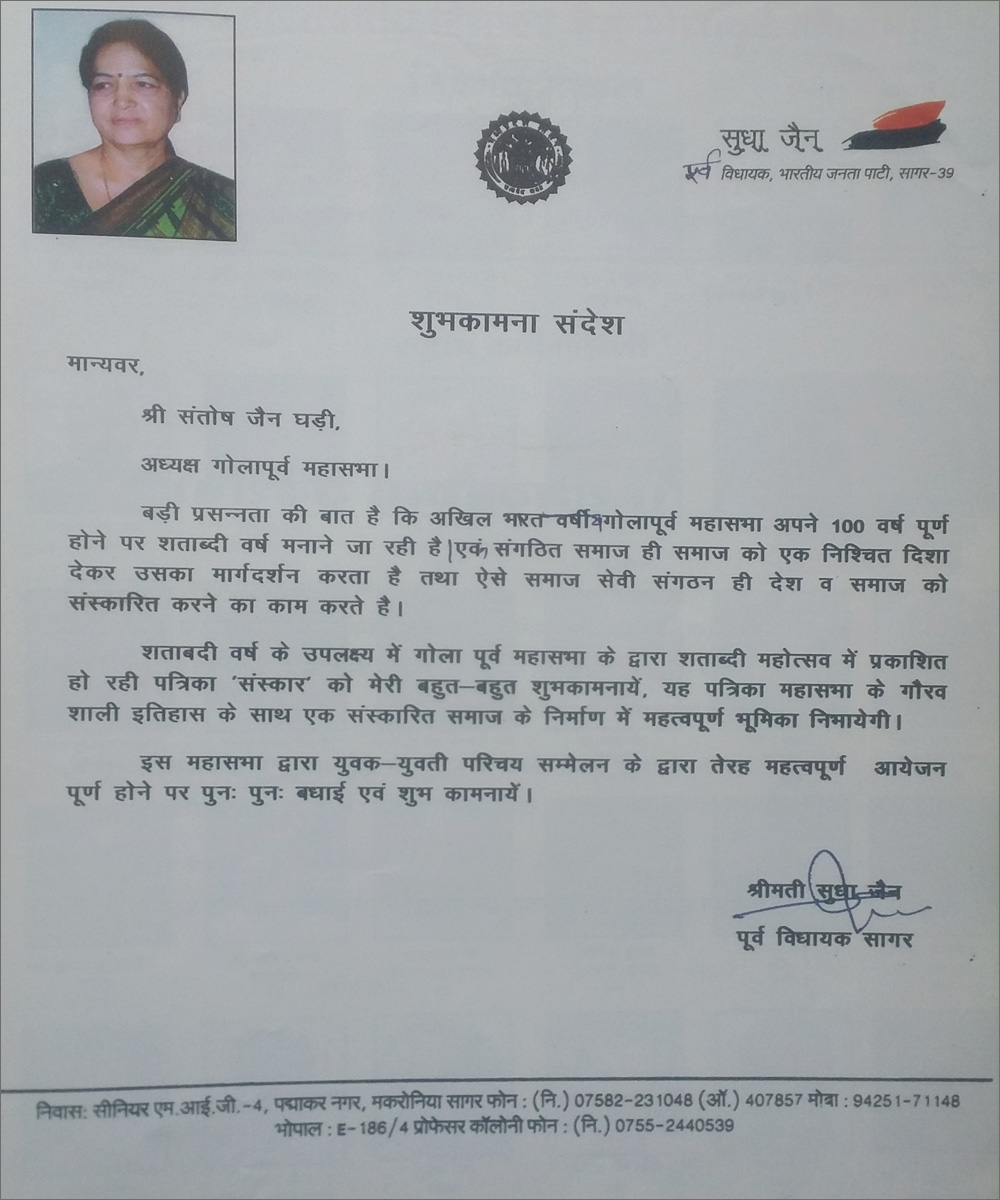 सुधा जैन
पूर्व विधायक, भारतीय जनता पाटी, सागर-39
शुभकामना संदेश
मान्यवर,
श्री संतोष जैन घड़ी,
अध्यक्ष गोलापूर्व महासभा।
बड़ी प्रसन्नता की बात है कि अखिल भारत वर्षीय गोलापूर्व महासभा अपने 100 वर्ष पूर्ण
होने पर शताब्दी वर्ष मनाने जा रही है। एवं संगठित समाज ही समाज को एक निश्चित दिशा
देकर उसका मार्गदर्शन करता है तथा ऐसे समाज सेवी संगठन ही देश व समाज को
संस्कारित करने का काम करते है।
शताबदी वर्ष के उपलक्ष्य में गोला पूर्व महासभा के द्वारा शताब्दी महोत्सव में प्रकाशित
हो रही पत्रिका 'संस्कार' को मेरी बहुत–बहुत शुभकामनायें, यह पत्रिका महासभा के गौरव
शाली इतिहास के साथ एक संस्कारित समाज के निर्माण में महत्वपूर्ण भूमिका निभायेगी।
इस महासभा द्वारा युवक–युवती परिचय सम्मेलन के द्वारा तेरह महत्वपूर्ण आयेजन
पूर्ण होने पर पुनः पुनः बधाई एवं शुभ कामनायें।
श्रीमती सुधा जैन
पूर्व विधायक सागर
निवास: सीनियर एम.आई.जी.-4, पद्माकर नगर, मकरोनिया सागर फोन : (नि.) 07582-231048 (ऑ.) 407857 मोबा : 94251-71148
भोपाल : E-186/4 प्रोफेसर कॉलोनी फोन : (नि.) 0755-2440539